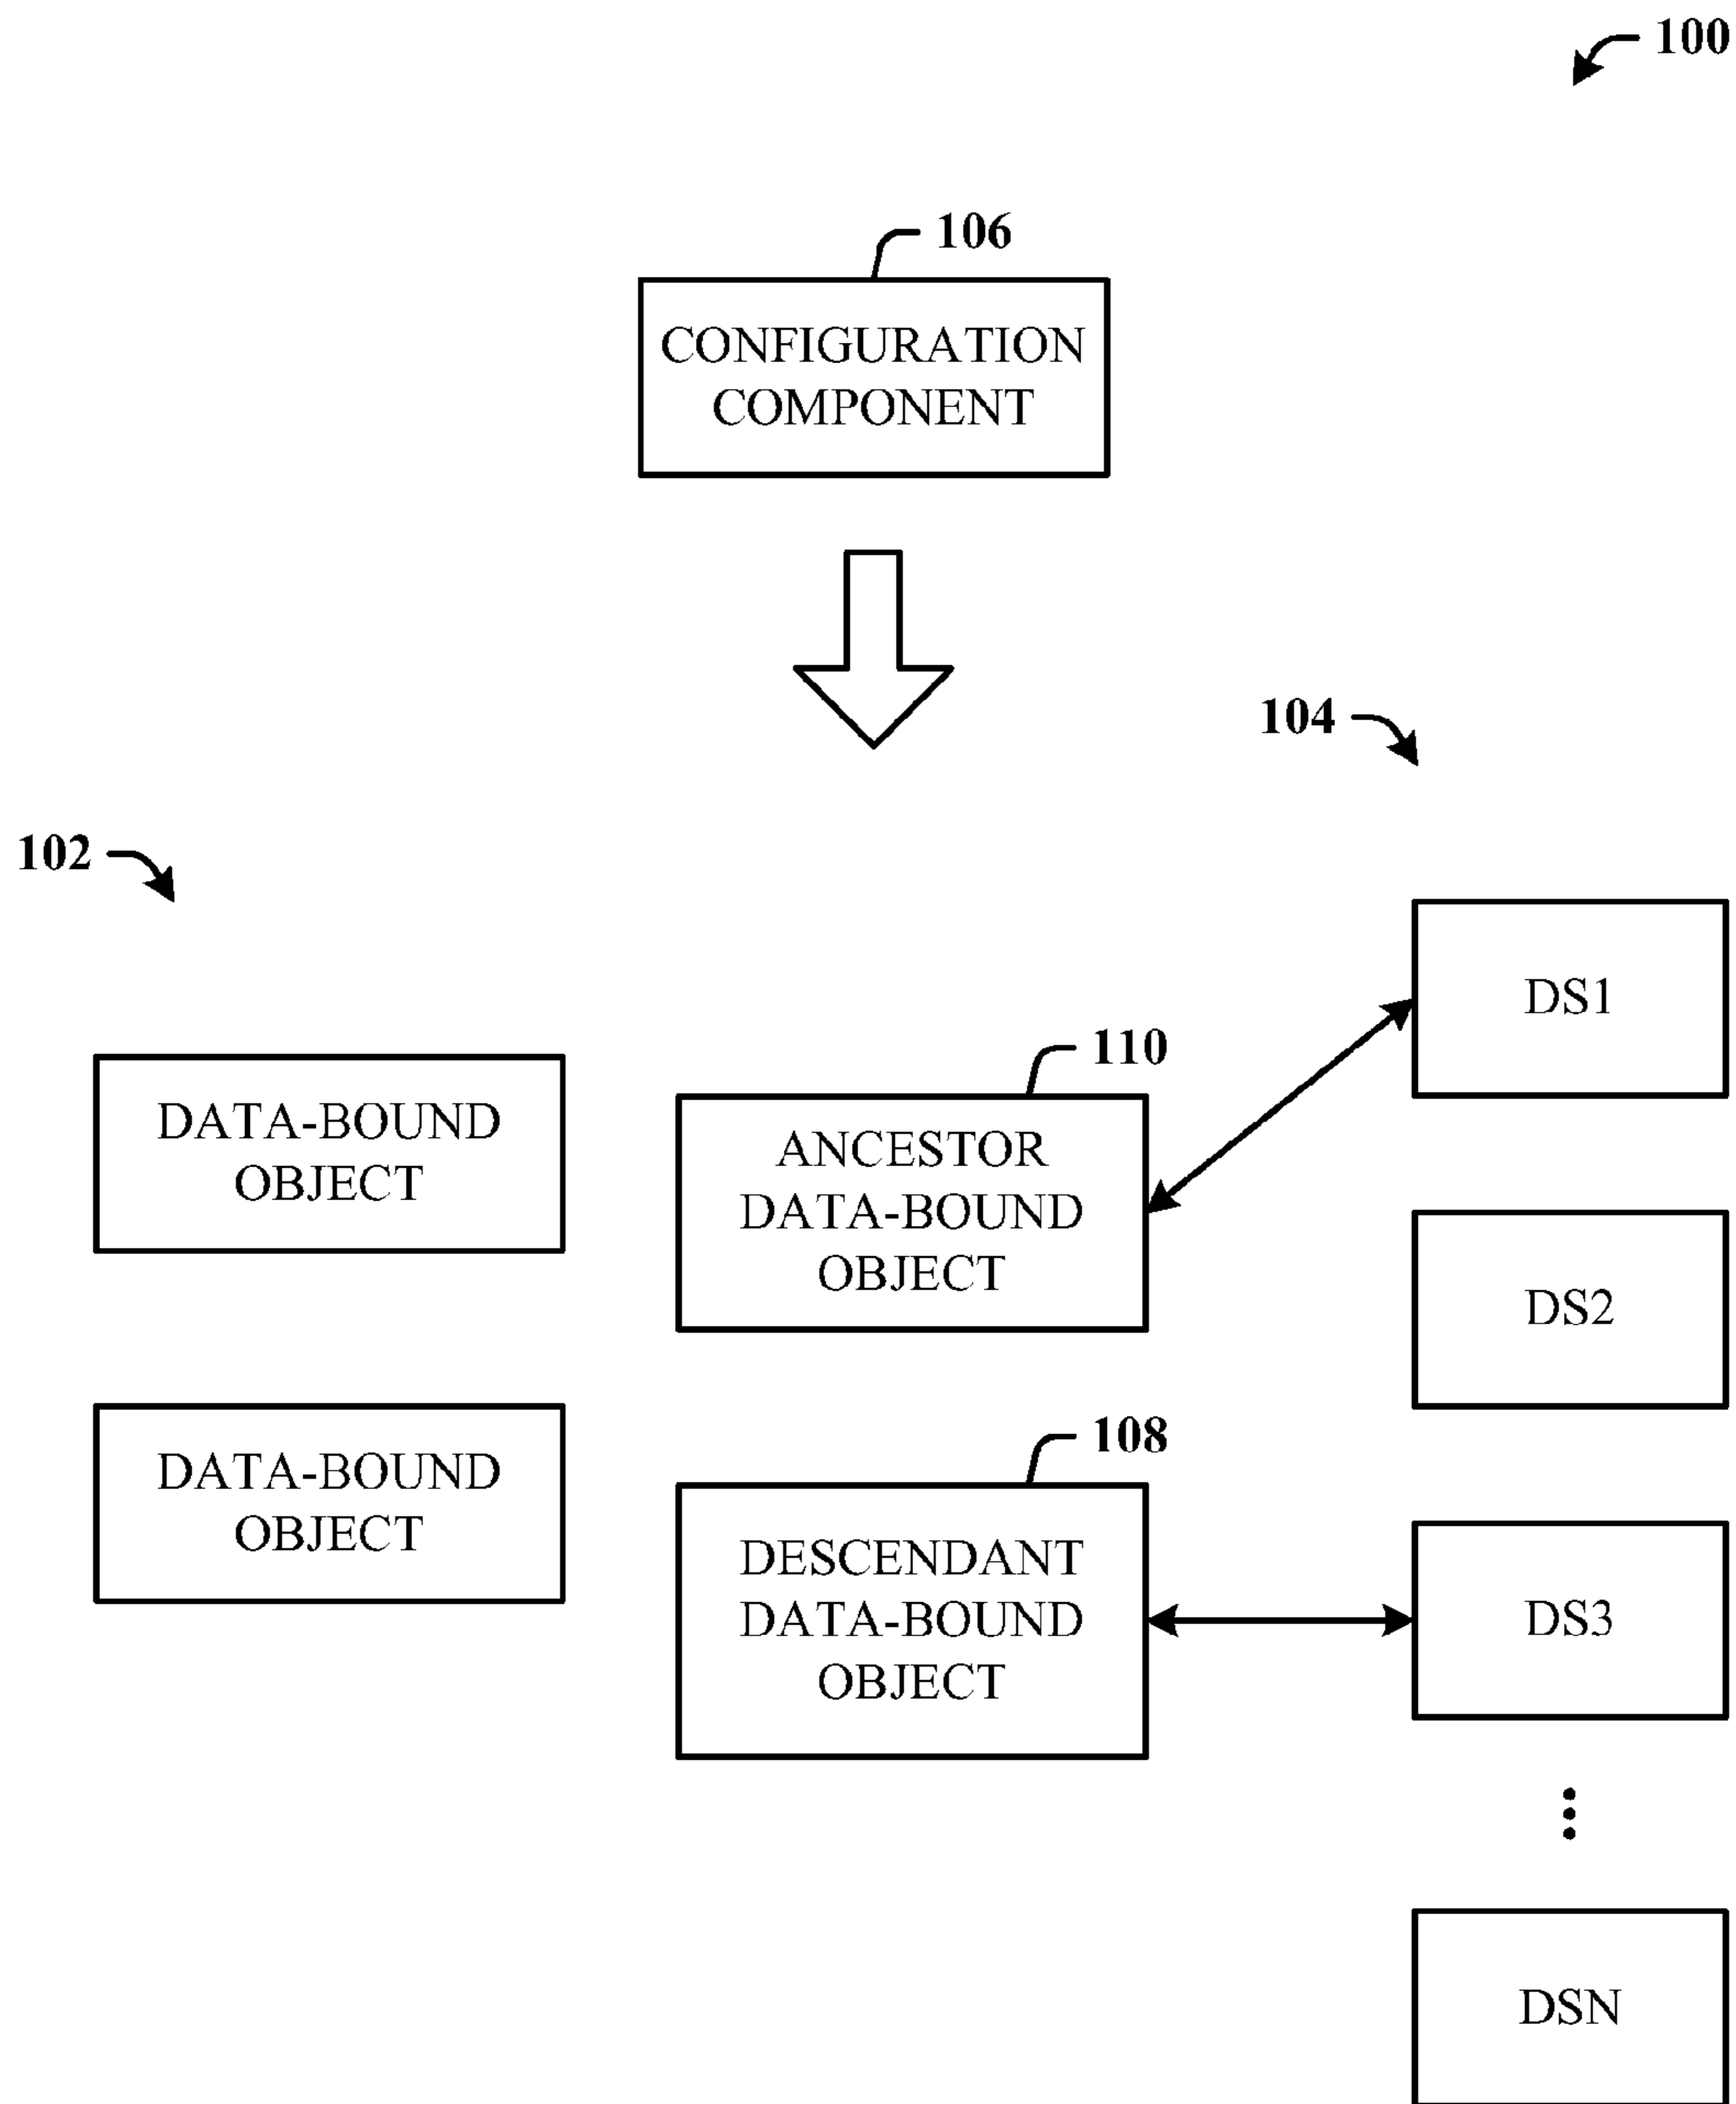 100
106
CONFIGURATION
COMPONENT
104
102
DS1
110
DATA-BOUND
OBJECT
ANCESTOR
DATA-BOUND
OBJECT
DS2
108
DATA-BOUND
OBJECT
DESCENDANT
DATA-BOUND
OBJECT
DS3
DSN